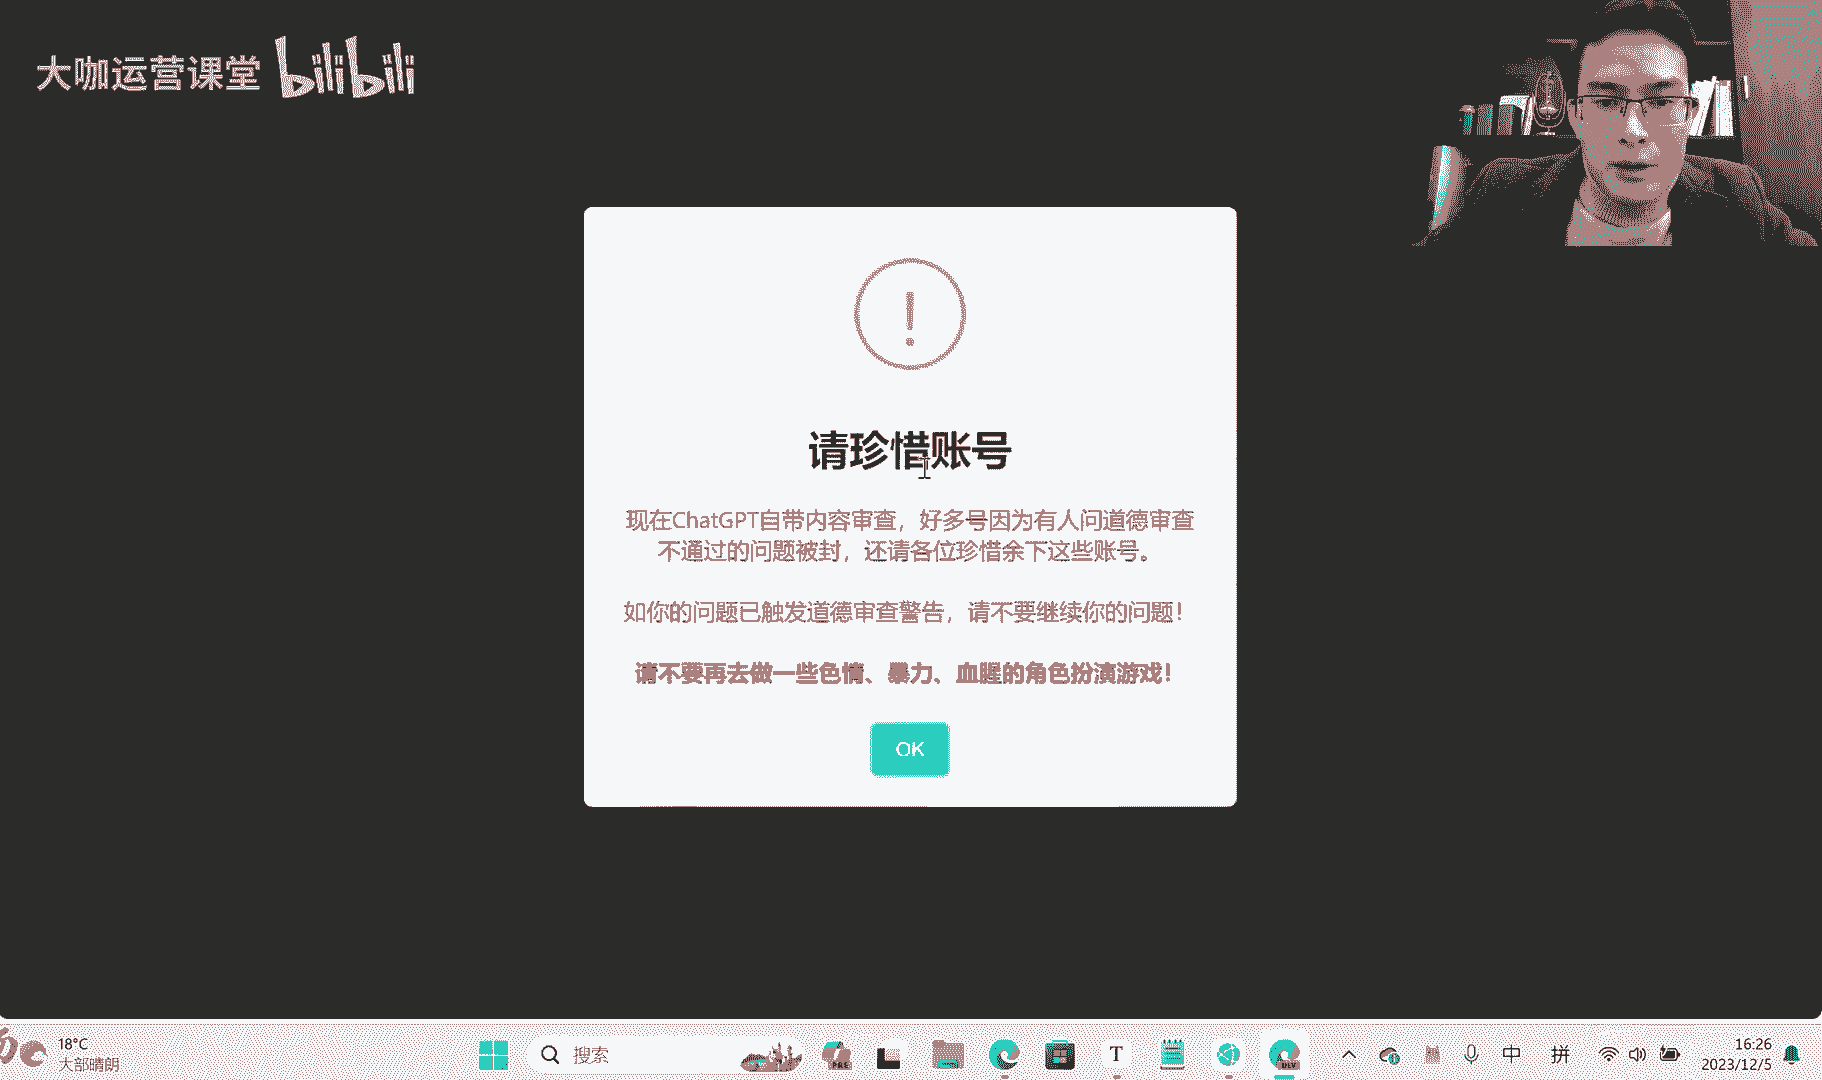 大咖运营课堂 bilibili
请珍惜账号
现在ChatGPT自带内容审查，好多号因为有人问道德审查
不通过的问题被封，还请各位珍惜余下这些账号。
如你的问题已触发道德审查警告，请不要继续你的问题！
请不要再去做一些色情、暴力、血腥的角色扮演游戏！
OK
18°C
大部晴朗
搜索
PRE
T
DEV
中
拼
16:26
2023/12/5